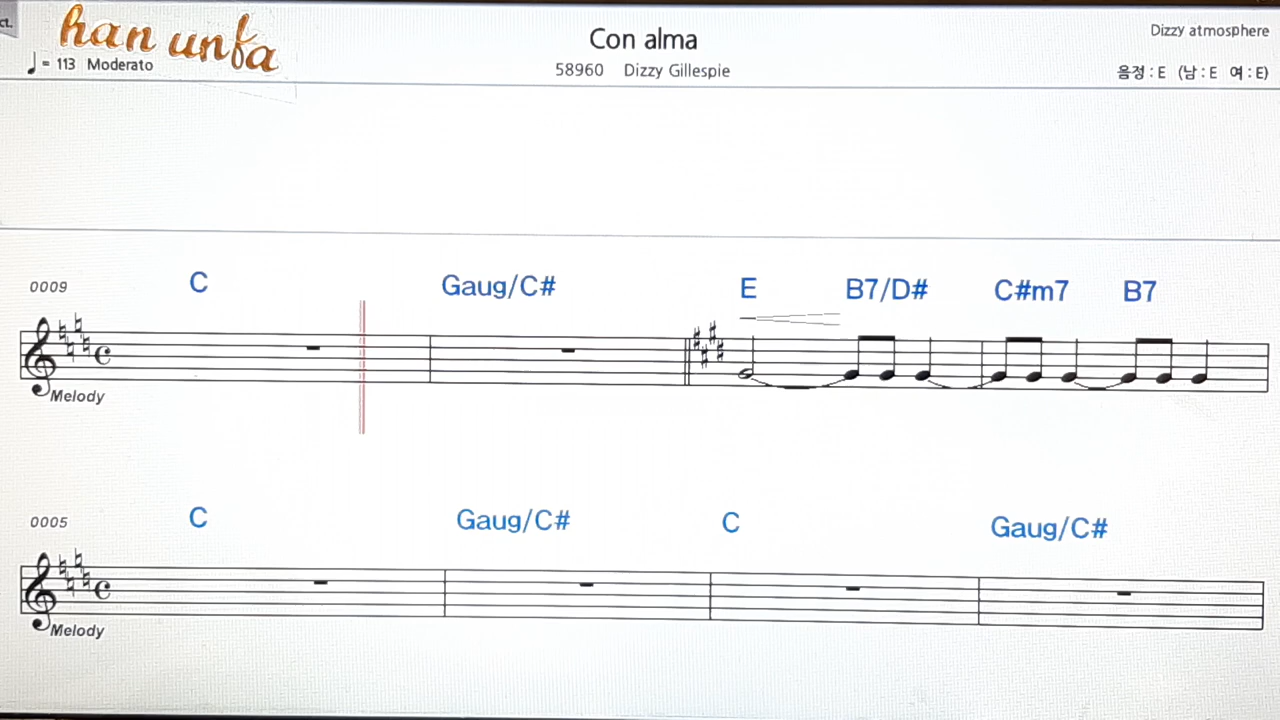 ct.
han unfa
♩ = 113 Moderato
Con alma
58960 Dizzy Gillespie
Dizzy atmosphere
음정 : E (남 : E 여 : E)
0009
C Gaug/C# E B7/D# C#m7 B7
Melody
0005
C Gaug/C# C Gaug/C#
Melody